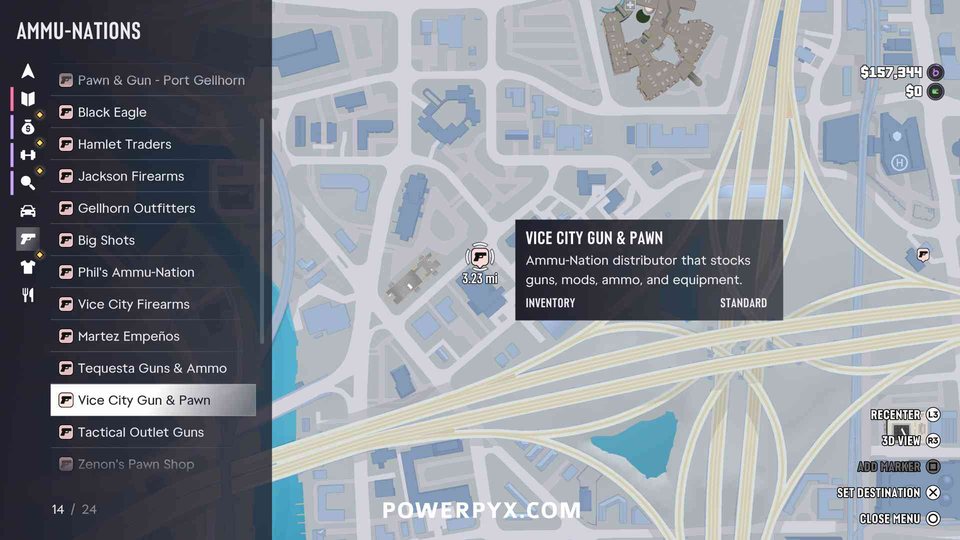 AMMU-NATIONS
Pawn & Gun - Port Gellhorn
Black Eagle
Hamlet Traders
Jackson Firearms
Gellhorn Outfitters
Big Shots
Phil's Ammu-Nation
Vice City Firearms
Martez Empeños
Tequesta Guns & Ammo
Vice City Gun & Pawn
Tactical Outlet Guns
Zenon's Pawn Shop
14 / 24
3.23 mi
VICE CITY GUN & PAWN
Ammu-Nation distributor that stocks
guns, mods, ammo, and equipment.
INVENTORY STANDARD
$157,344
$0
H
RECENTER L3
3D VIEW R3
ADD MARKER
SET DESTINATION
CLOSE MENU
POWERPYX.COM